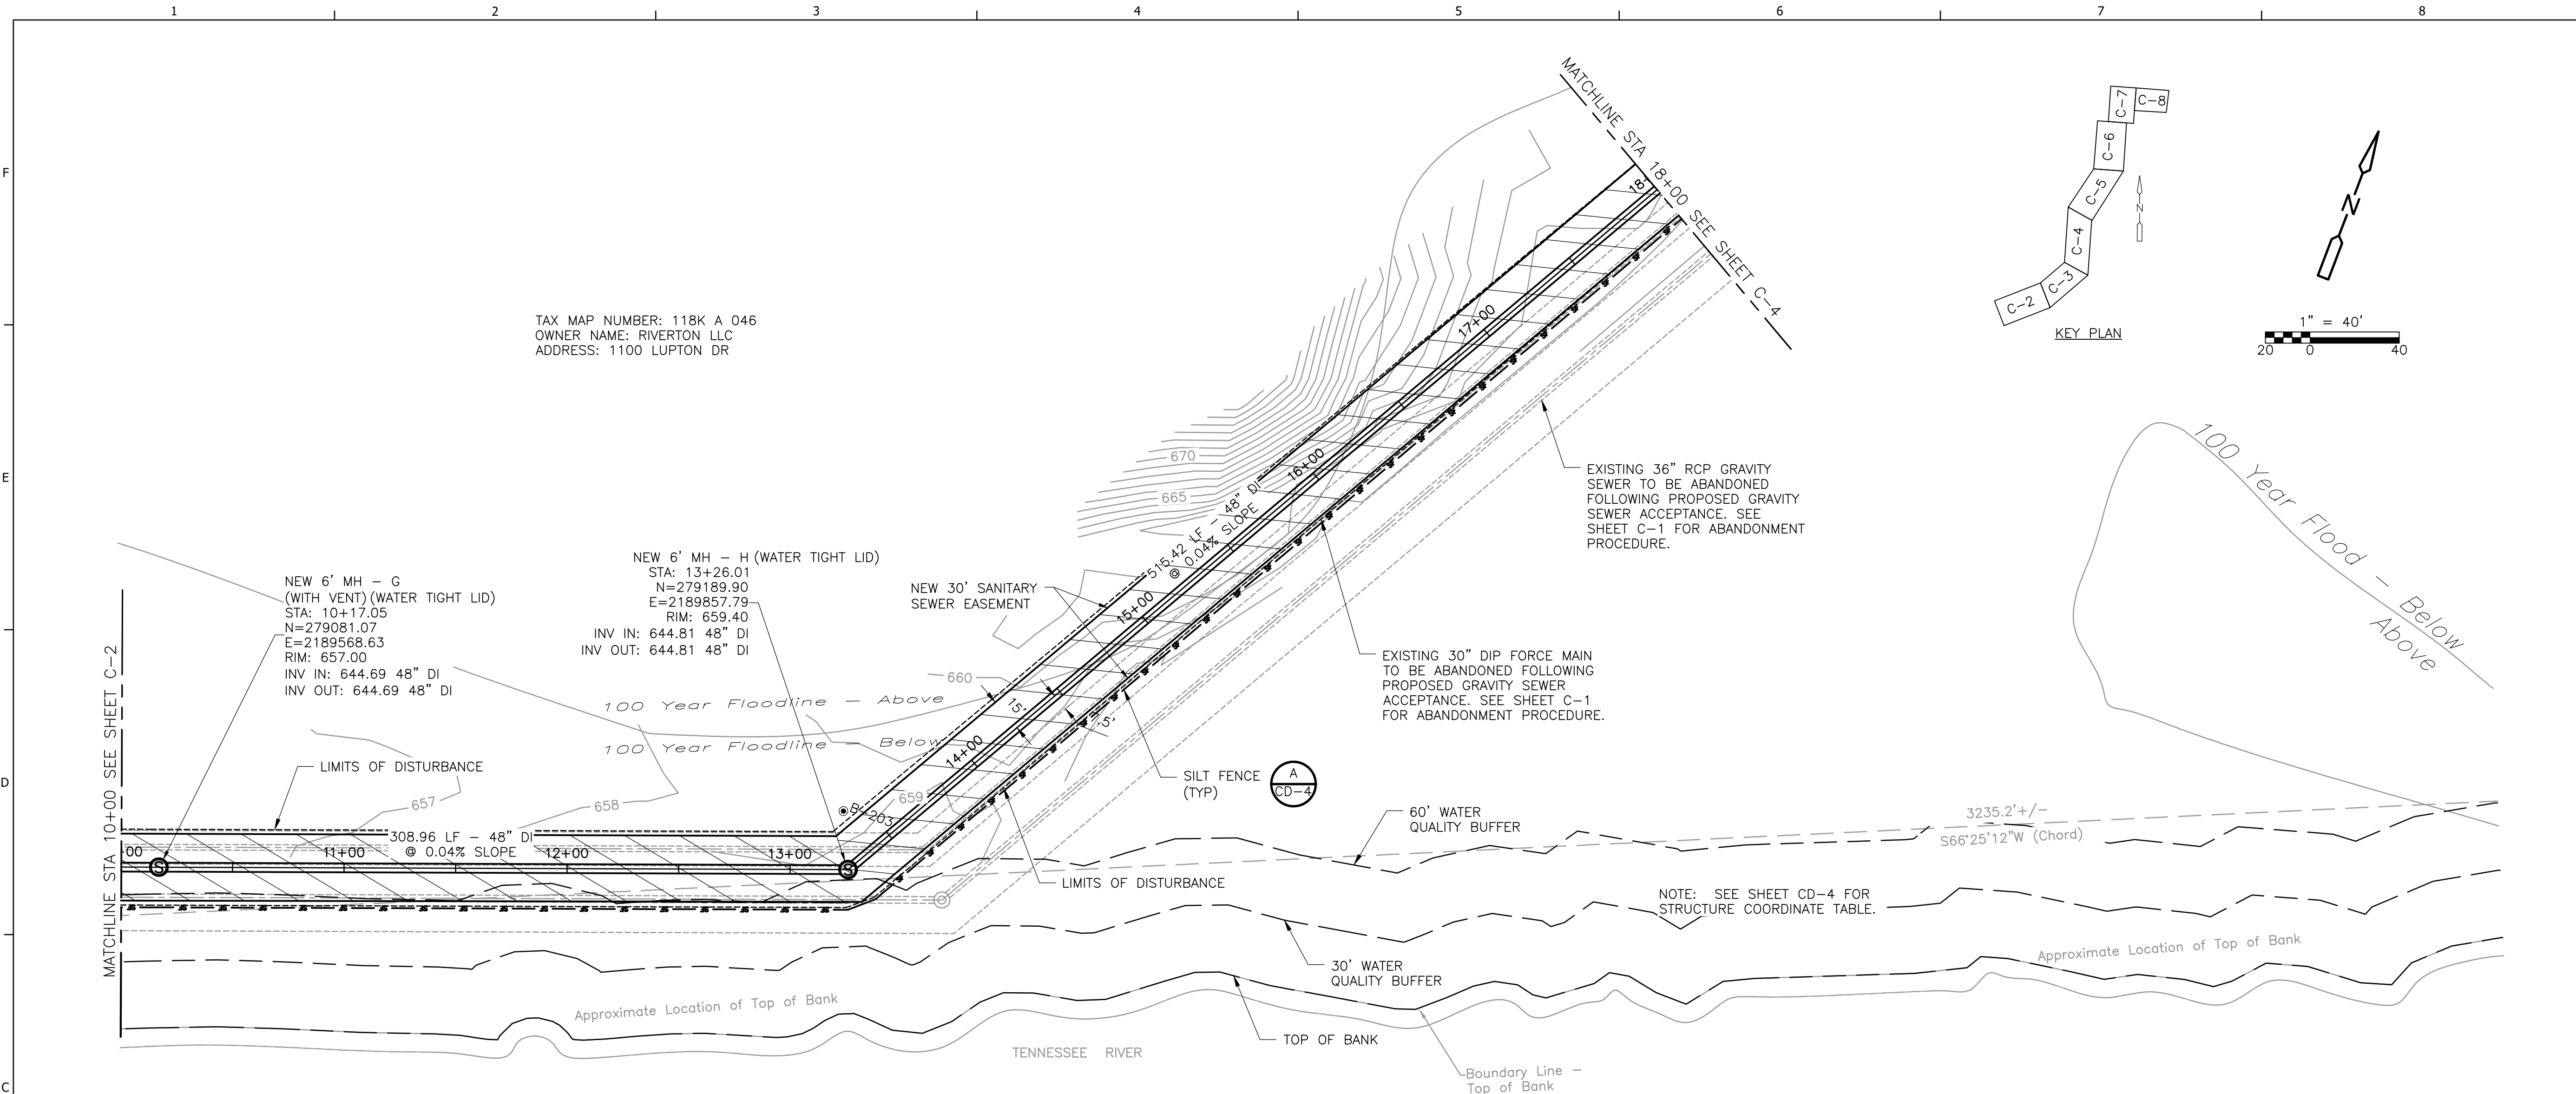 1 2 3 4 5 6 7 8
F
E
D
C
MATCHLINE STA 18+00 SEE SHEET C-4
C-7
C-8
C-6
C-5
C-4
C-3
C-2
N
KEY PLAN
N
1" = 40'
20 0 40
TAX MAP NUMBER: 118K A 046
OWNER NAME: RIVERTON LLC
ADDRESS: 1100 LUPTON DR
18
17+00
16+00
15+00
14+00
670
665
515.42 LF - 48" DI
@ 0.04% SLOPE
EXISTING 36" RCP GRAVITY
SEWER TO BE ABANDONED
FOLLOWING PROPOSED GRAVITY
SEWER ACCEPTANCE. SEE
SHEET C-1 FOR ABANDONMENT
PROCEDURE.
100 Year Flood - Below
Above
NEW 6' MH - G
(WITH VENT)(WATER TIGHT LID)
STA: 10+17.05
N=279081.07
E=2189568.63
RIM: 657.00
INV IN: 644.69 48" DI
INV OUT: 644.69 48" DI
NEW 6' MH - H (WATER TIGHT LID)
STA: 13+26.01
N=279189.90
E=2189857.79
RIM: 659.40
INV IN: 644.81 48" DI
INV OUT: 644.81 48" DI
NEW 30' SANITARY
SEWER EASEMENT
EXISTING 30" DIP FORCE MAIN
TO BE ABANDONED FOLLOWING
PROPOSED GRAVITY SEWER
ACCEPTANCE. SEE SHEET C-1
FOR ABANDONMENT PROCEDURE.
660
100 Year Floodline - Above
100 Year Floodline - Below
15'
LIMITS OF DISTURBANCE
657
658
659
B-203
SILT FENCE
(TYP)
A
CD-4
60' WATER
QUALITY BUFFER
3235.2'+/-
S66°25'12"W (Chord)
MATCHLINE STA 10+00 SEE SHEET C-2
308.96 LF - 48" DI
@ 0.04% SLOPE
+00
11+00
12+00
13+00
S
S
LIMITS OF DISTURBANCE
NOTE: SEE SHEET CD-4 FOR
STRUCTURE COORDINATE TABLE.
30' WATER
QUALITY BUFFER
Approximate Location of Top of Bank
Approximate Location of Top of Bank
TOP OF BANK
TENNESSEE RIVER
Boundary Line -
Top of Bank